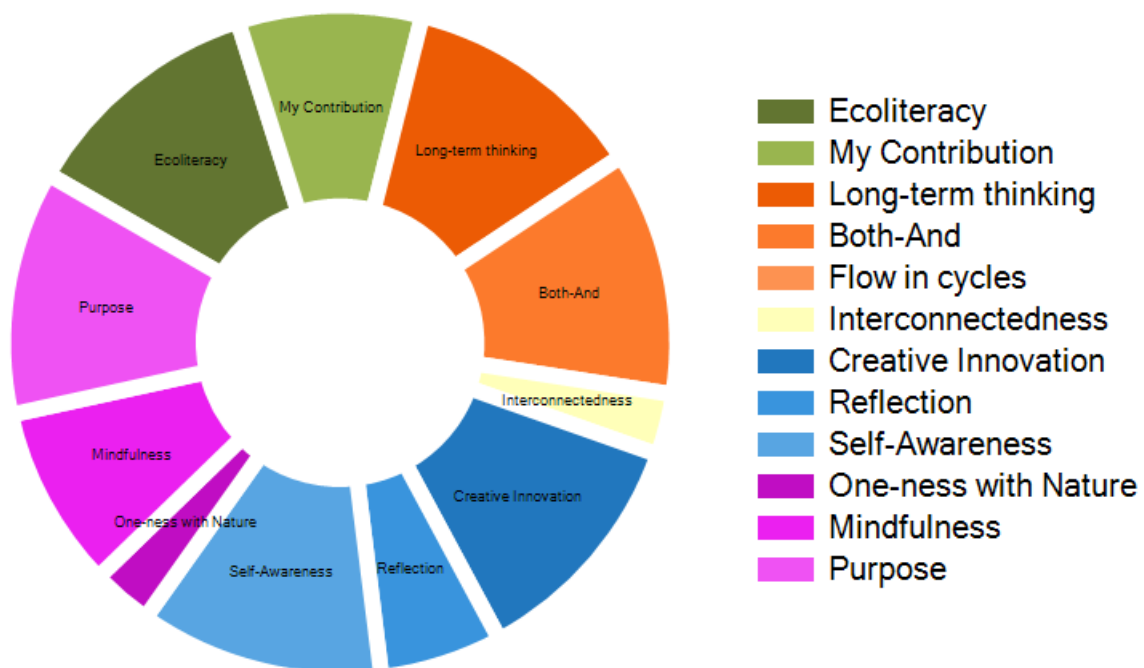 My Contribution
Long-term thinking
Ecoliteracy
Both-And
Purpose
Interconnectedness
Mindfulness
Creative Innovation
One-ness with Nature
Self-Awareness
Reflection
Ecoliteracy
My Contribution
Long-term thinking
Both-And
Flow in cycles
Interconnectedness
Creative Innovation
Reflection
Self-Awareness
One-ness with Nature
Mindfulness
Purpose